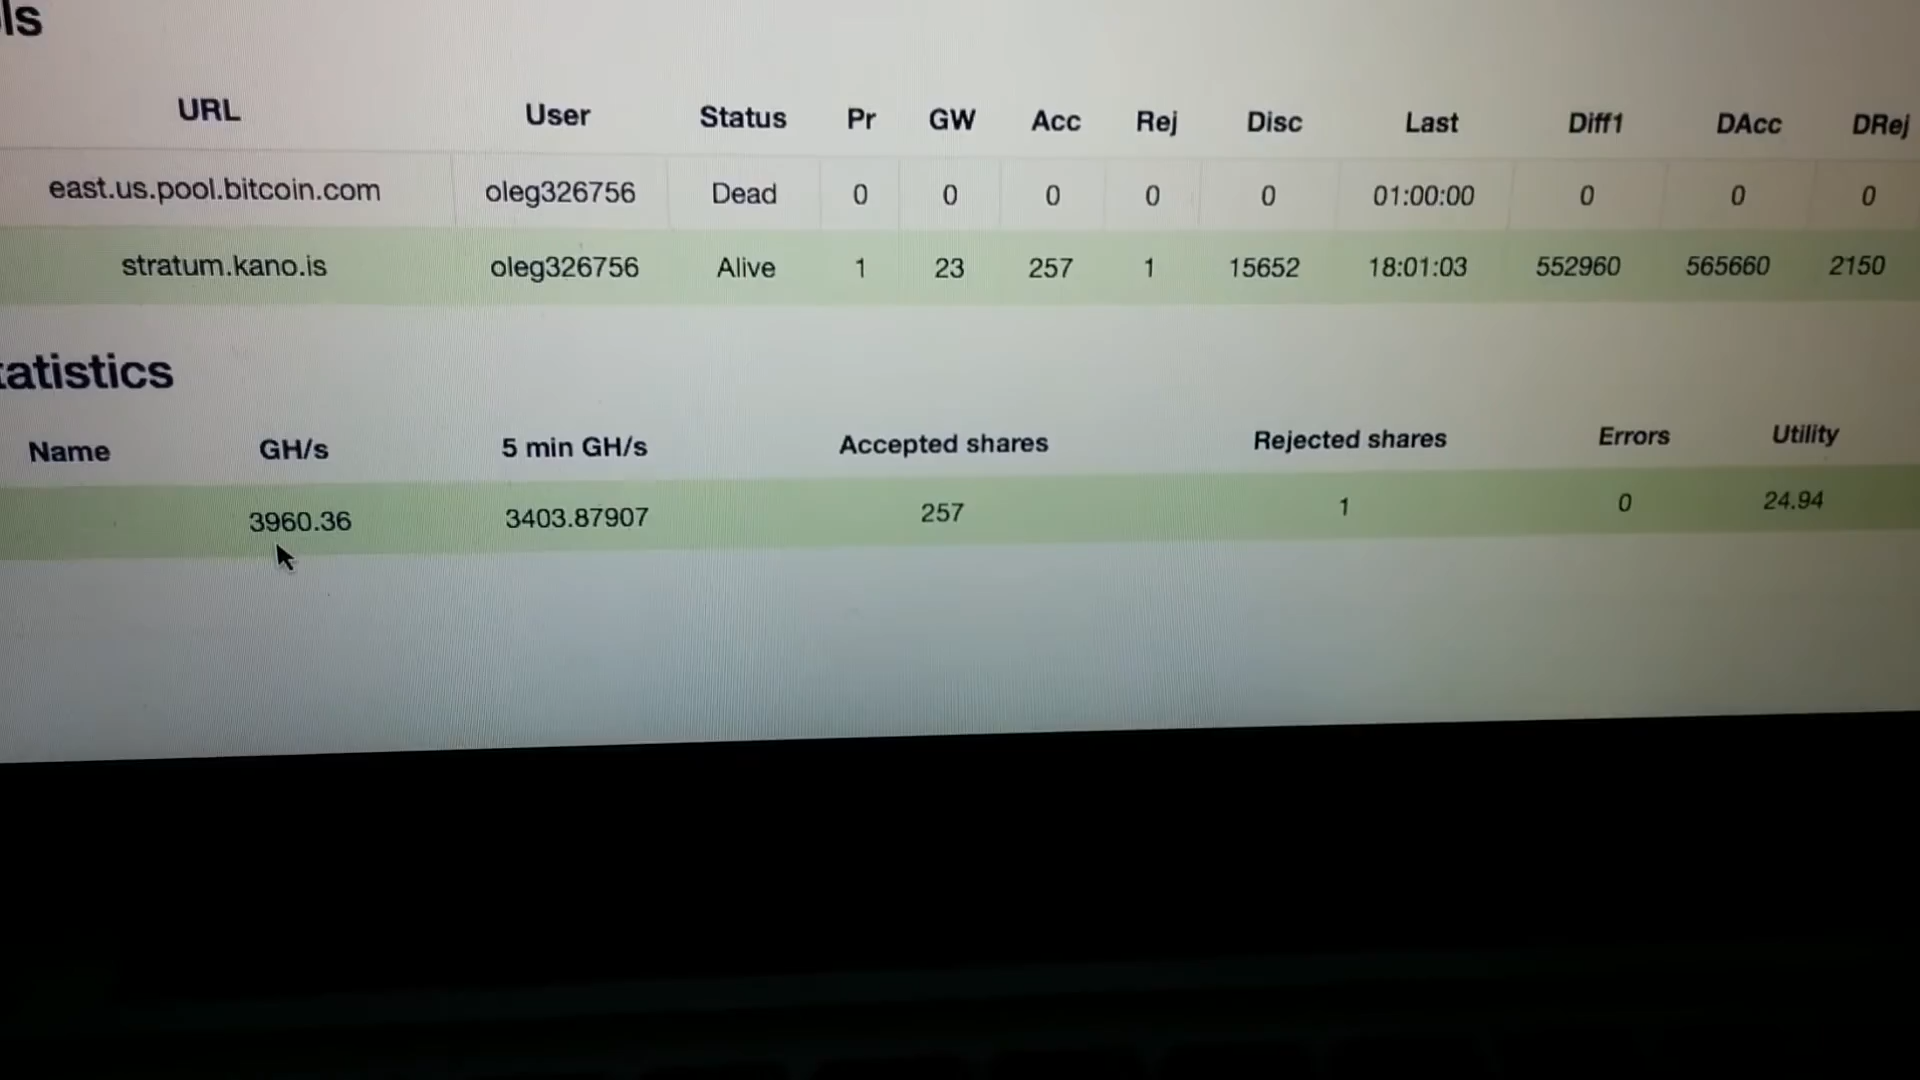 ls
URL User Status Pr GW Acc Rej Disc Last Diff1 DAcc DRej
east.us.pool.bitcoin.com oleg326756 Dead 0 0 0 0 0 01:00:00 0 0 0
stratum.kano.is oleg326756 Alive 1 23 257 1 15652 18:01:03 552960 565660 2150
tatistics
Name GH/s 5 min GH/s Accepted shares Rejected shares Errors Utility
3960.36 3403.87907 257 1 0 24.94